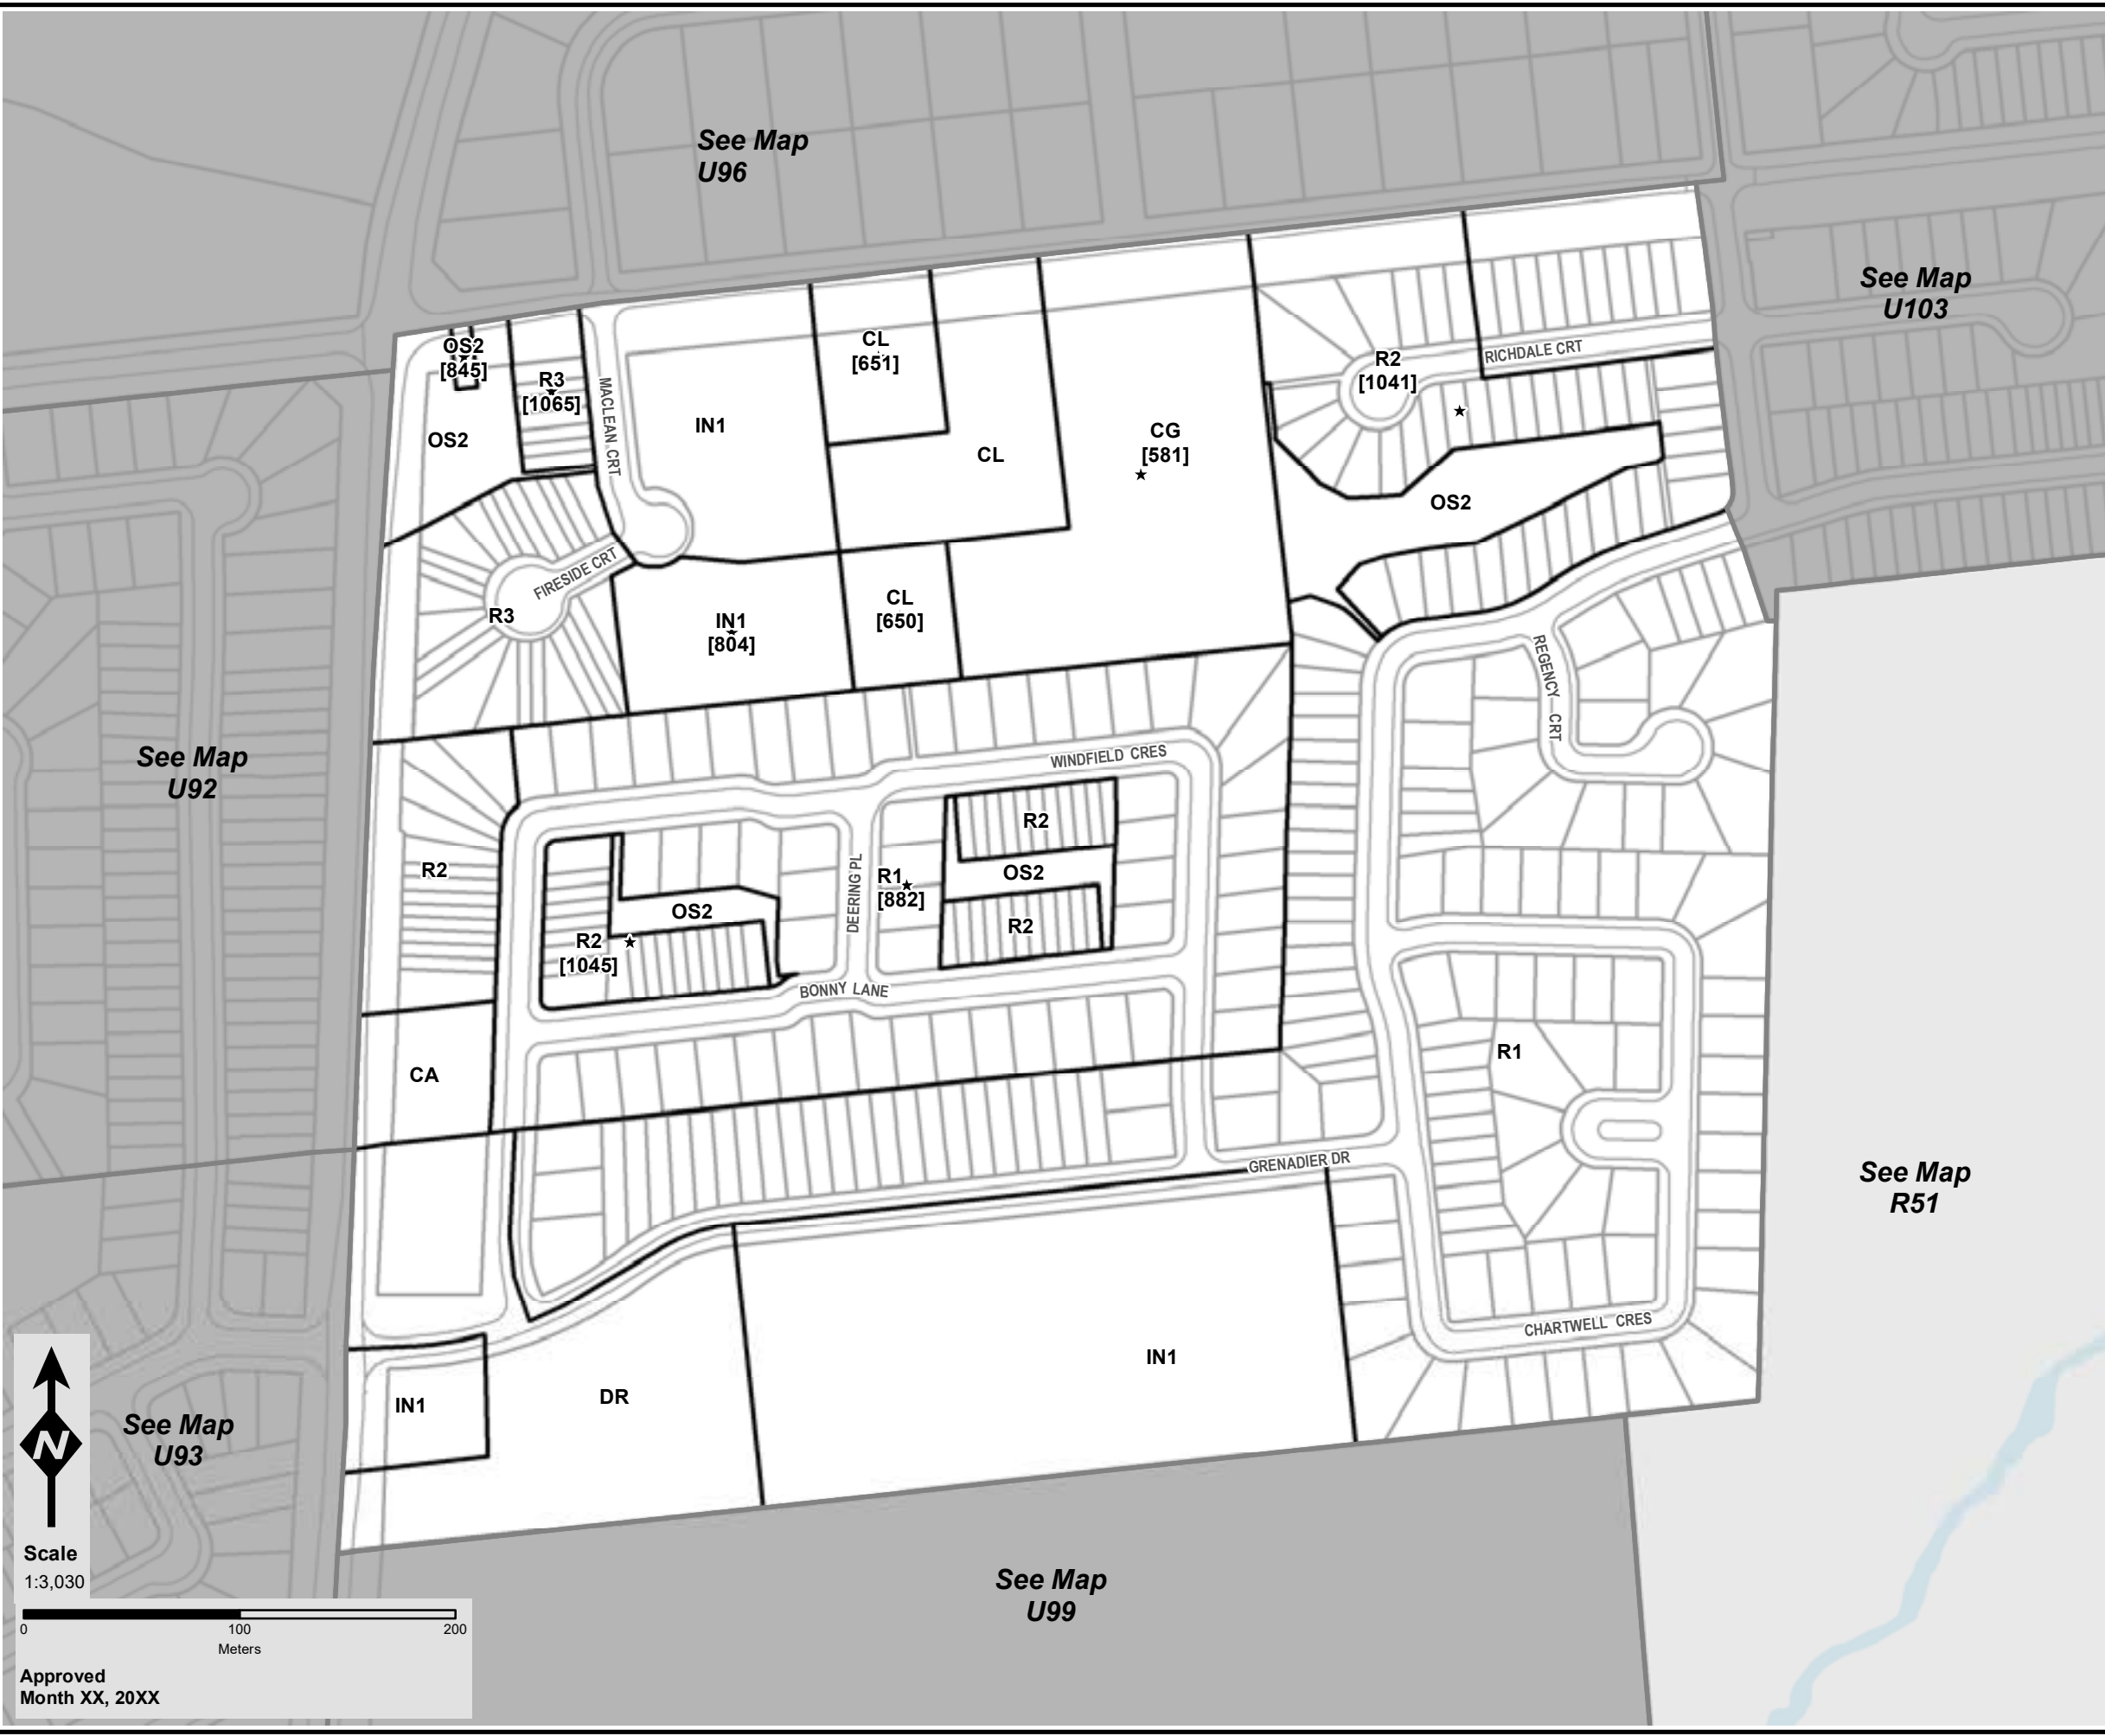 See Map
U96
See Map
U103
OS2
[845]
R3
[1065]
MACLEAN CRT
IN1
CL
[651]
CL
CG
[581]
R2
[1041]
RICHDALE CRT
OS2
OS2
FIRESIDE CRT
R3
IN1
[804]
CL
[650]
REGENCY CRT
See Map
U92
WINDFIELD CRES
R2
R2
OS2
R2
R1
[882]
DEERING PL
OS2
R2
[1045]
BONNY LANE
CA
R1
GRENADIER DR
See Map
R51
CHARTWELL CRES
IN1
DR
IN1
See Map
U93
N
See Map
U99
Scale
1:3,030
0 100 200
Meters
Approved
Month XX, 20XX